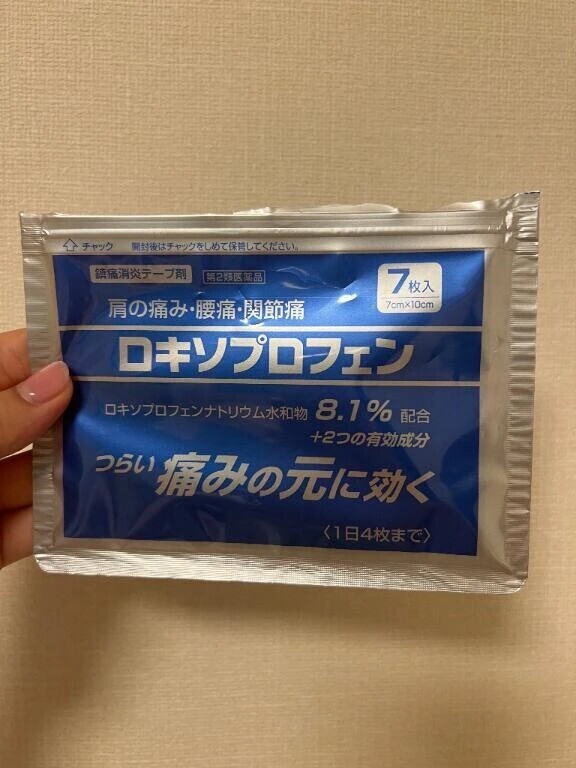 チャック 開封後はチャックをしめて保管してください。
鎮痛消炎テープ剤 第2類医薬品
7枚入
7cm×10cm
肩の痛み・腰痛・関節痛
ロキソプロフェン
ロキソプロフェンナトリウム水和物 8.1% 配合
+2つの有効成分
つらい 痛みの元に効く
〈1日4枚まで〉